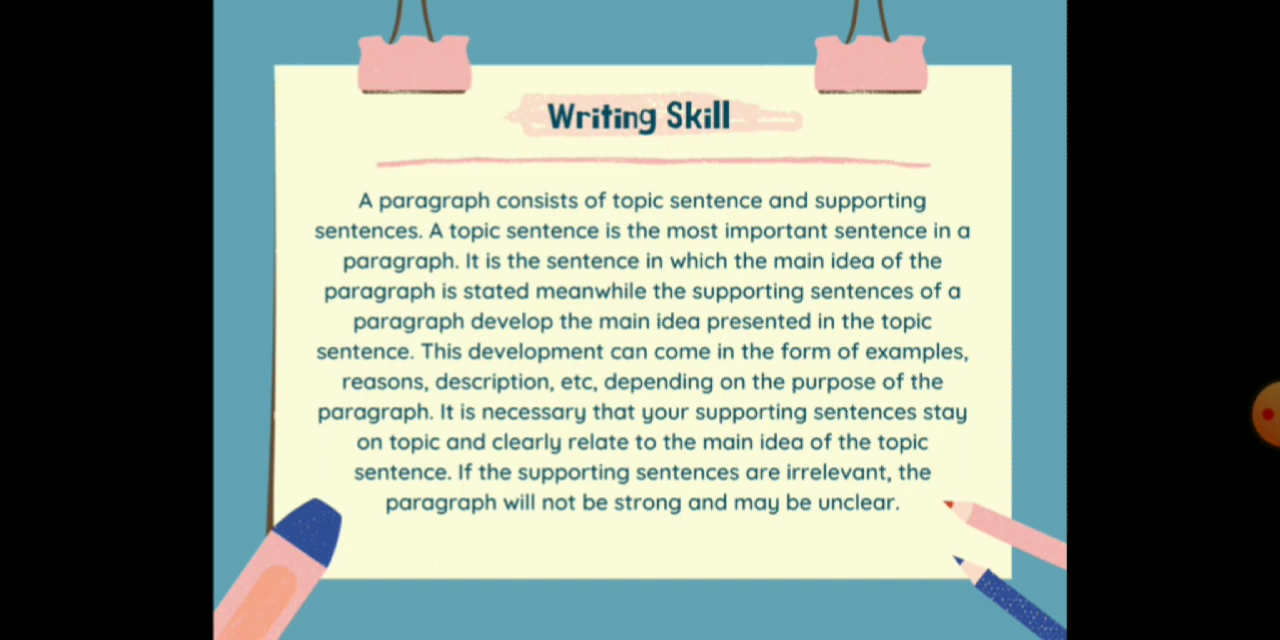 Writing Skill
A paragraph consists of topic sentence and supporting
sentences. A topic sentence is the most important sentence in a
paragraph. It is the sentence in which the main idea of the
paragraph is stated meanwhile the supporting sentences of a
paragraph develop the main idea presented in the topic
sentence. This development can come in the form of examples,
reasons, description, etc, depending on the purpose of the
paragraph. It is necessary that your supporting sentences stay
on topic and clearly relate to the main idea of the topic
sentence. If the supporting sentences are irrelevant, the
paragraph will not be strong and may be unclear.